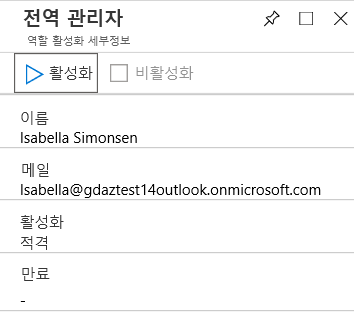 전역 관리자
역할 활성화 세부정보
활성화 비활성화
이름
Isabella Simonsen
메일
Isabella@gdaztest14outlook.onmicrosoft.com
활성화
적격
만료
-